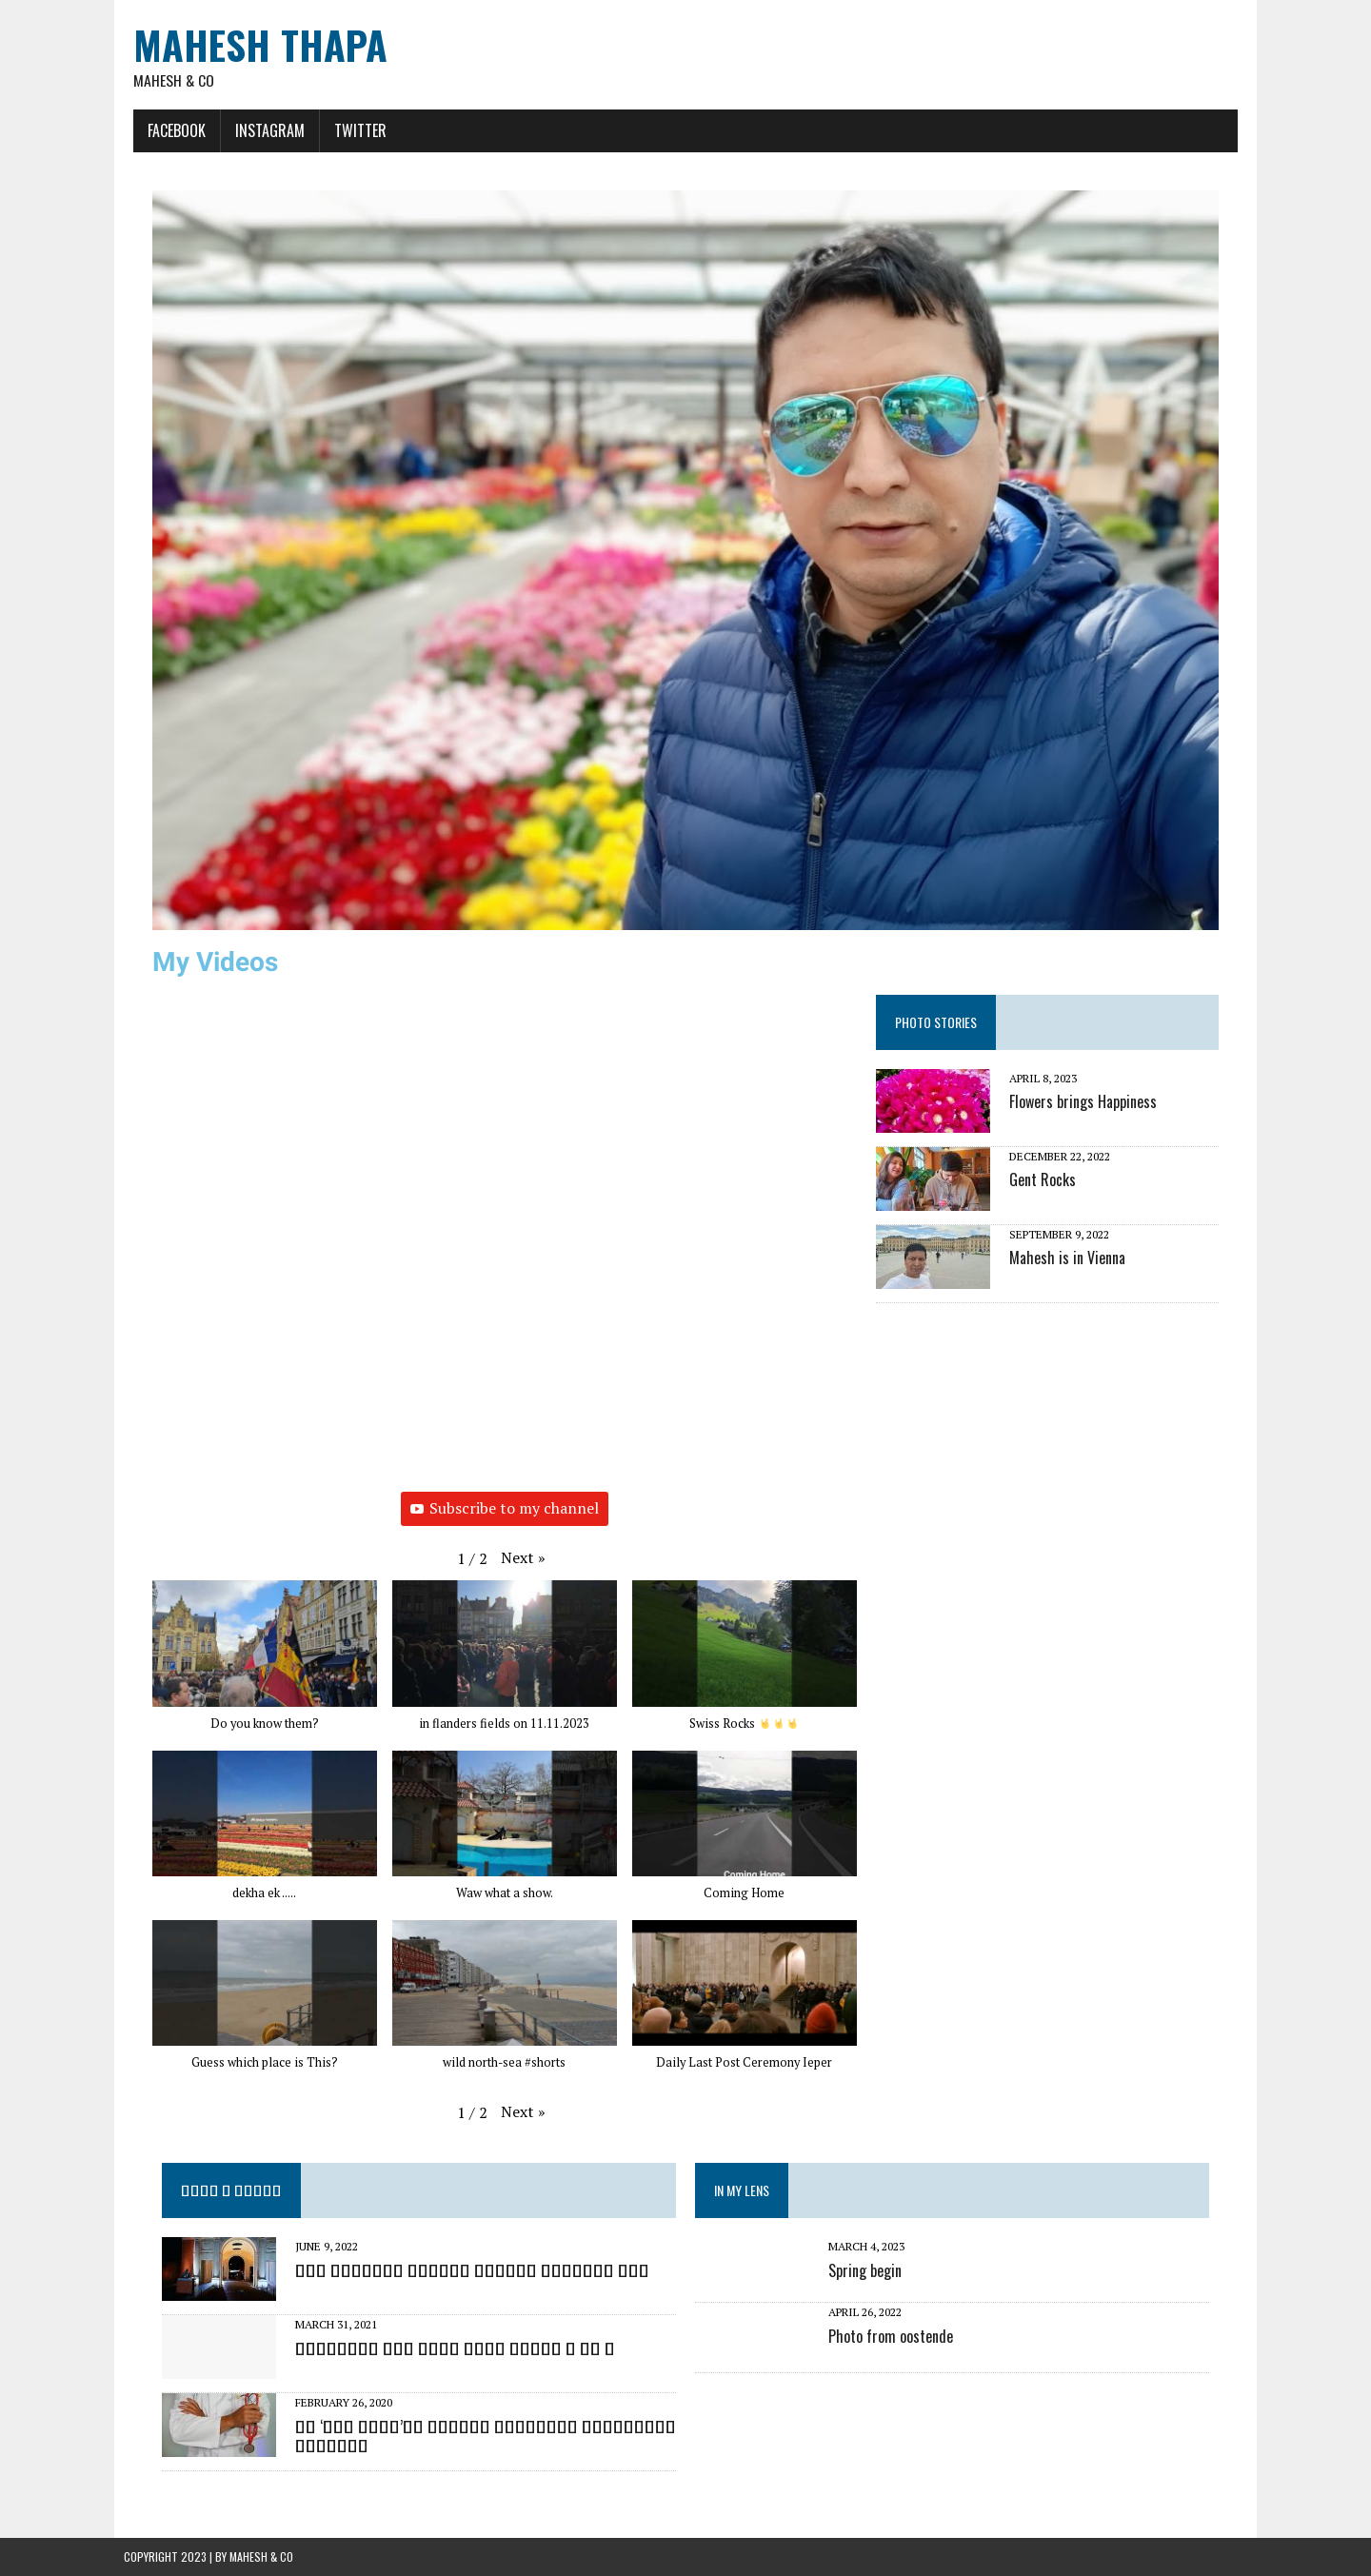 MAHESH THAPA
MAHESH & CO
FACEBOOK INSTAGRAM TWITTER
My Videos
PHOTO STORIES
APRIL 8, 2023
Flowers brings Happiness
DECEMBER 22, 2022
Gent Rocks
SEPTEMBER 9, 2022
Mahesh is in Vienna
Subscribe to my channel
1 / 2 Next »
Do you know them?
in flanders fields on 11.11.2023
Swiss Rocks 🤘🤘🤘
dekha ek .....
Waw what a show.
Coming Home
Coming Home
Guess which place is This?
wild north-sea #shorts
Daily Last Post Ceremony Ieper
1 / 2 Next »
JUNE 9, 2022
MARCH 31, 2021
FEBRUARY 26, 2020
IN MY LENS
MARCH 4, 2023
Spring begin
APRIL 26, 2022
Photo from oostende
COPYRIGHT 2023 | BY MAHESH & CO